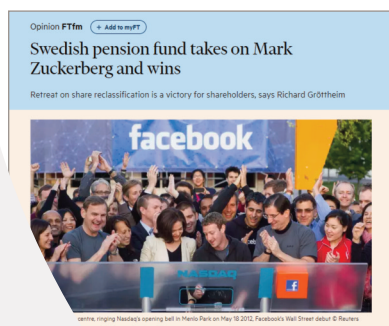 Opinion FTfm + Add to myFT
Swedish pension fund takes on Mark
Zuckerberg and wins
Retreat on share reclassification is a victory for shareholders, says Richard Gröttheim
facebook
NASDAQ
f
centre, ringing Nasdaq's opening bell in Menlo Park on May 18 2012, Facebook's Wall Street debut © Reuters